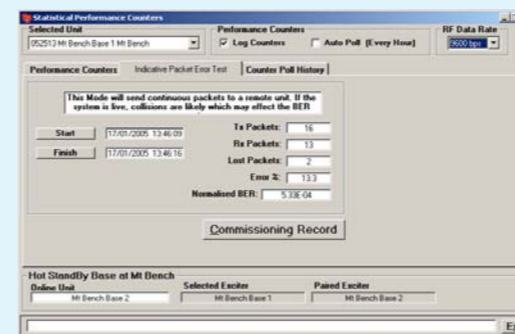 Statistical Performance Counters
Selected Unit
052513 Mt Bench Base 1 Mt Bench
Performance Counters
Log Counters
Auto Poll (Every Hour)
RF Data Rate
9600 bps
Performance Counters
Indicative Packet Error Test
Counter Poll History
This Mode will send continuous packets to a remote unit. If the
system is live, collisions are likely which may effect the BER
Start 17/01/2005 13:46:09
Finish 17/01/2005 13:46:16
Tx Packets: 16
Rx Packets: 13
Lost Packets: 2
Error %: 13.3
Normalised BER: 5.33E-04
Commissioning Record
Hot StandBy Base at Mt Bench
Online Unit
Mt Bench Base 2
Selected Exciter
Mt Bench Base 1
Paired Exciter
Mt Bench Base 2